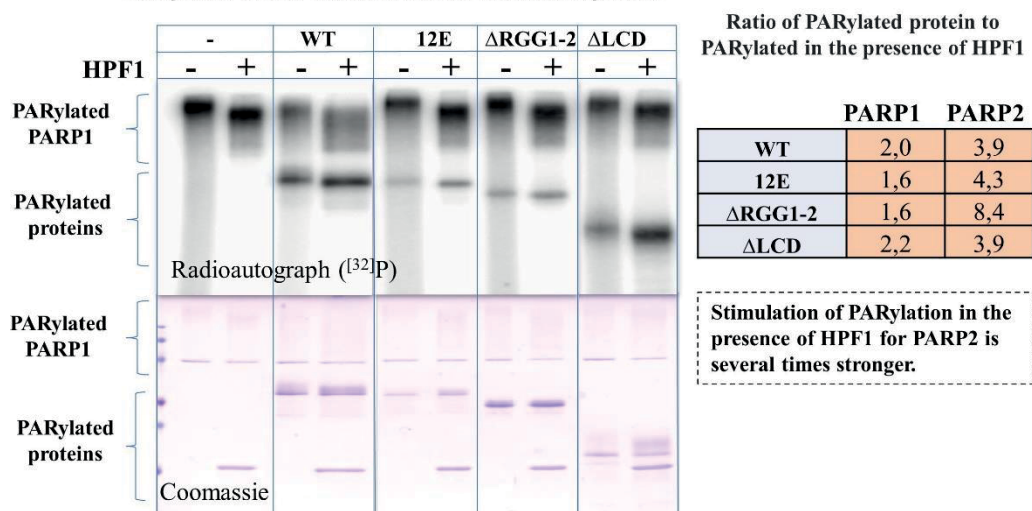 - WT 12E ΔRGG1-2 ΔLCD
HPF1 - + - + - + - + - +
PARylated
PARP1
PARylated
proteins
Radioautograph ([32]P)
PARylated
PARP1
PARylated
proteins
Coomassie
Ratio of PARylated protein to
PARylated in the presence of HPF1
PARP1 PARP2
WT 2,0 3,9
12E 1,6 4,3
ΔRGG1-2 1,6 8,4
ΔLCD 2,2 3,9
Stimulation of PARylation in the
presence of HPF1 for PARP2 is
several times stronger.